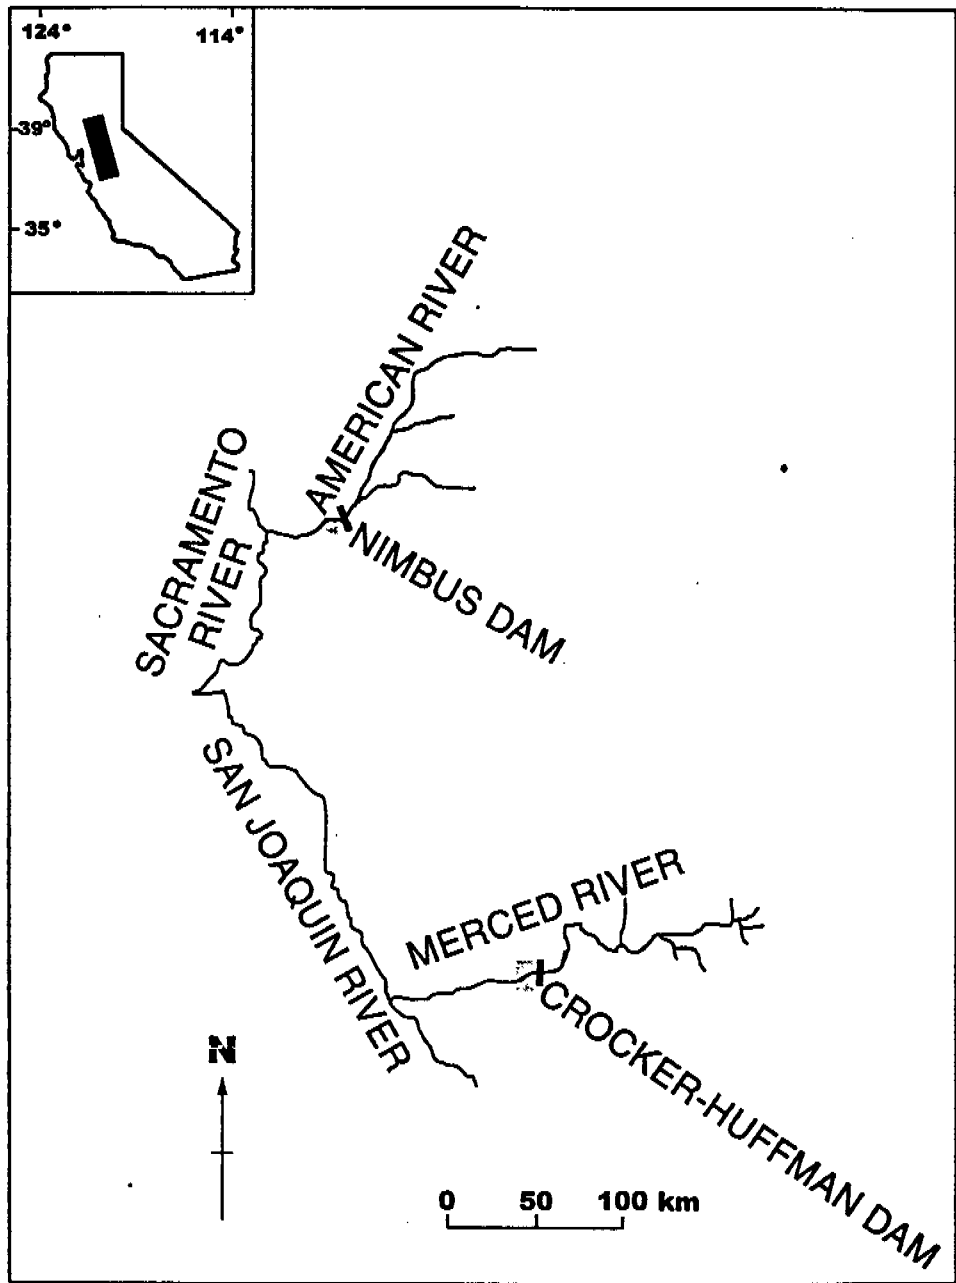 124°
114°
39°
35°
AMERICAN RIVER
SACRAMENTO
RIVER
NIMBUS DAM
SAN JOAQUIN RIVER
MERCED RIVER
CROCKER-HUFFMAN DAM
N
0 50 100 km